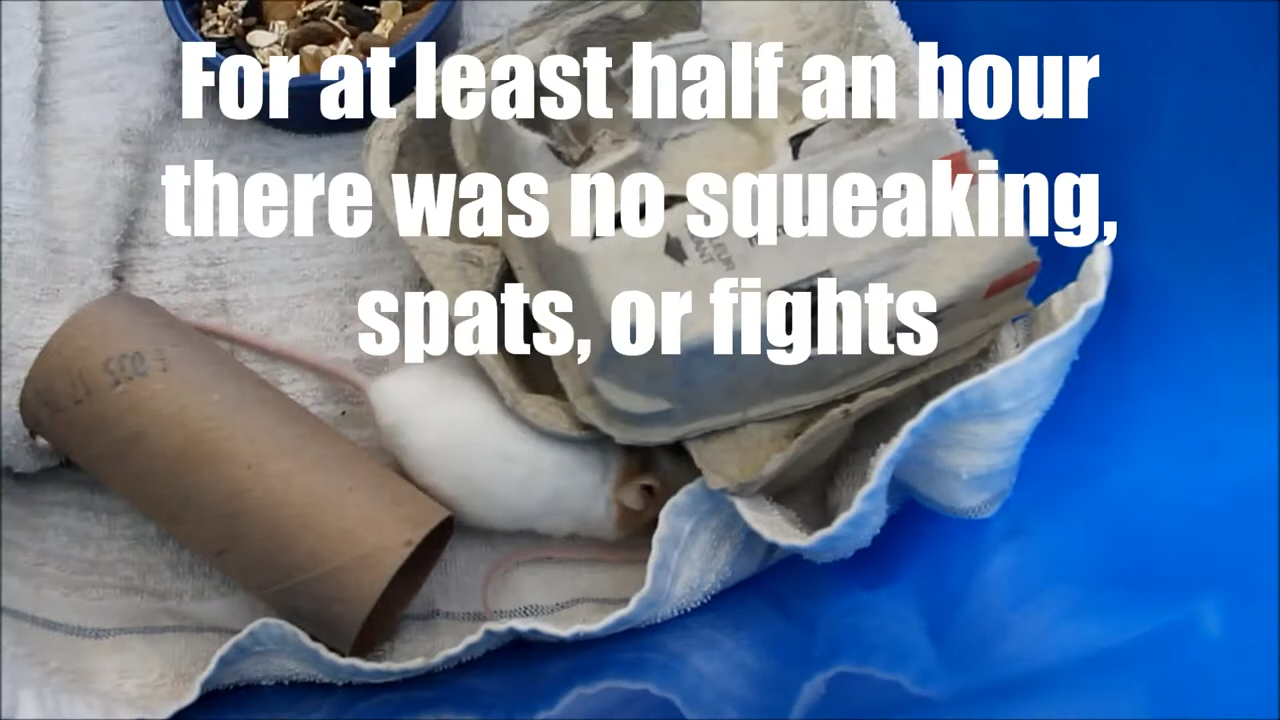 For at least half an hour
there was no squeaking,
spats, or fights